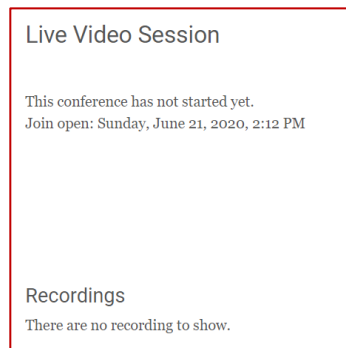 Live Video Session
This conference has not started yet.
Join open: Sunday, June 21, 2020, 2:12 PM
Recordings
There are no recording to show.